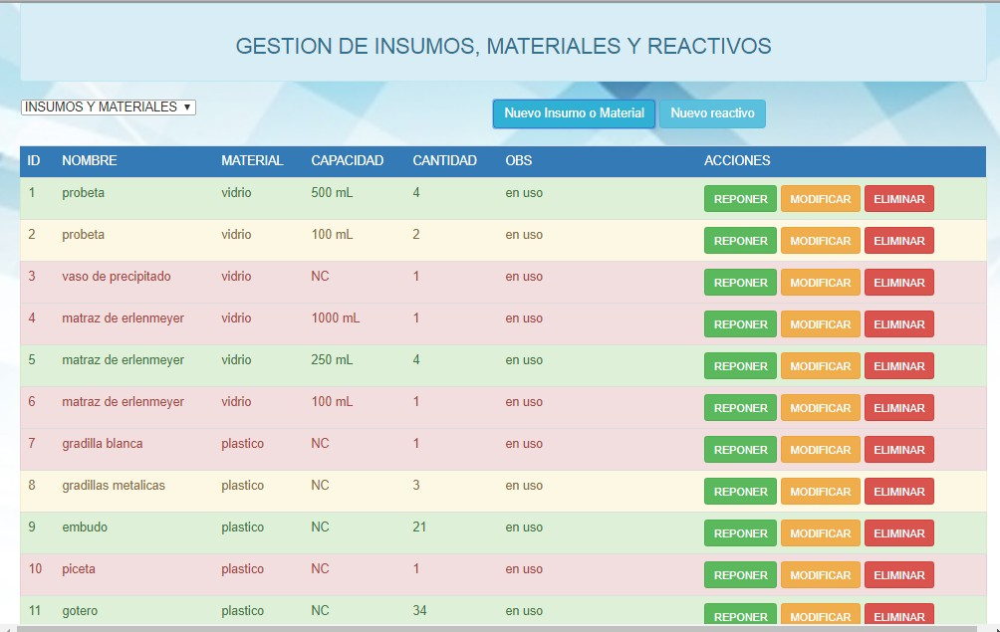 GESTION DE INSUMOS, MATERIALES Y REACTIVOS
INSUMOS Y MATERIALES
Nuevo Insumo o Material Nuevo reactivo
ID NOMBRE MATERIAL CAPACIDAD CANTIDAD OBS ACCIONES
1 probeta vidrio 500 mL 4 en uso REPONER MODIFICAR ELIMINAR
2 probeta vidrio 100 mL 2 en uso REPONER MODIFICAR ELIMINAR
3 vaso de precipitado vidrio NC 1 en uso REPONER MODIFICAR ELIMINAR
4 matraz de erlenmeyer vidrio 1000 mL 1 en uso REPONER MODIFICAR ELIMINAR
5 matraz de erlenmeyer vidrio 250 mL 4 en uso REPONER MODIFICAR ELIMINAR
6 matraz de erlenmeyer vidrio 100 mL 1 en uso REPONER MODIFICAR ELIMINAR
7 gradilla blanca plastico NC 1 en uso REPONER MODIFICAR ELIMINAR
8 gradillas metalicas plastico NC 3 en uso REPONER MODIFICAR ELIMINAR
9 embudo plastico NC 21 en uso REPONER MODIFICAR ELIMINAR
10 piceta plastico NC 1 en uso REPONER MODIFICAR ELIMINAR
11 gotero plastico NC 34 en uso REPONER MODIFICAR ELIMINAR